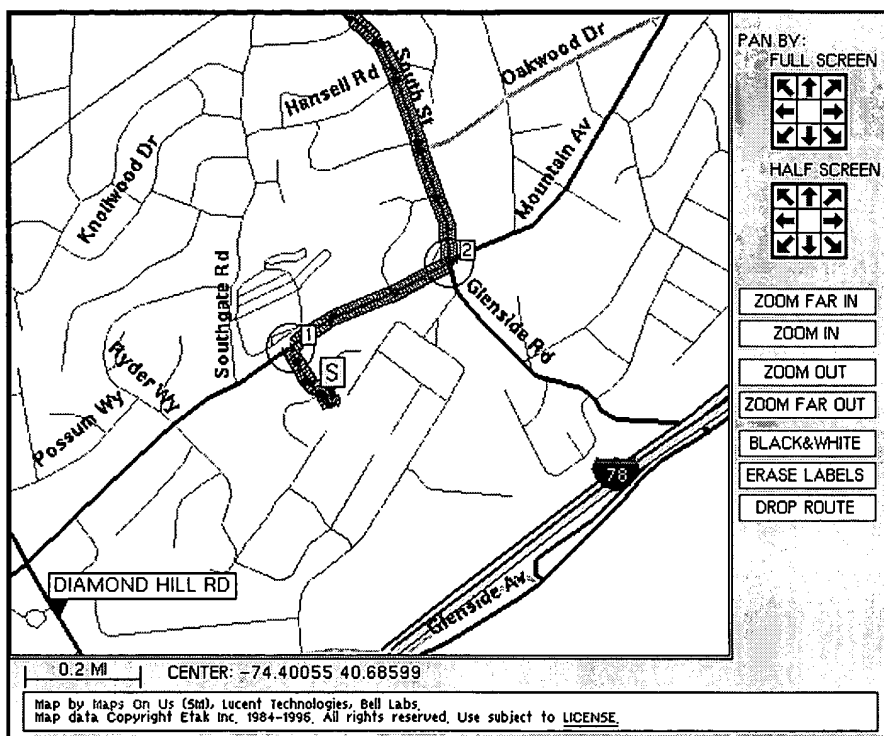 South St
Oakwood Dr
Hansell Rd
Mountain Av
Knollwood Dr
2
Southgate Rd
Glenside Rd
1
S
Ryder Wy
Possum Wy
78
DIAMOND HILL RD
Glenside Av
0.2 MI
CENTER: -74.40055 40.68599
Map by Maps On Us (SM), Lucent Technologies, Bell Labs.
Map data Copyright Etak Inc. 1984-1996. All rights reserved. Use subject to LICENSE.
PAN BY:
FULL SCREEN
HALF SCREEN
ZOOM FAR IN
ZOOM IN
ZOOM OUT
ZOOM FAR OUT
BLACK&WHITE
ERASE LABELS
DROP ROUTE